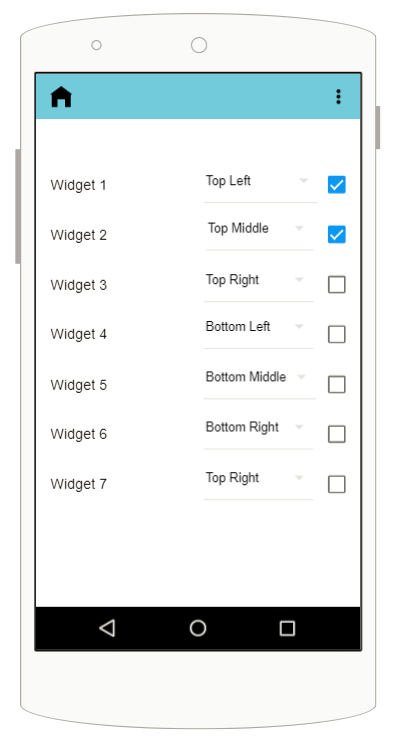 Widget 1 Top Left
Widget 2 Top Middle
Widget 3 Top Right
Widget 4 Bottom Left
Widget 5 Bottom Middle
Widget 6 Bottom Right
Widget 7 Top Right